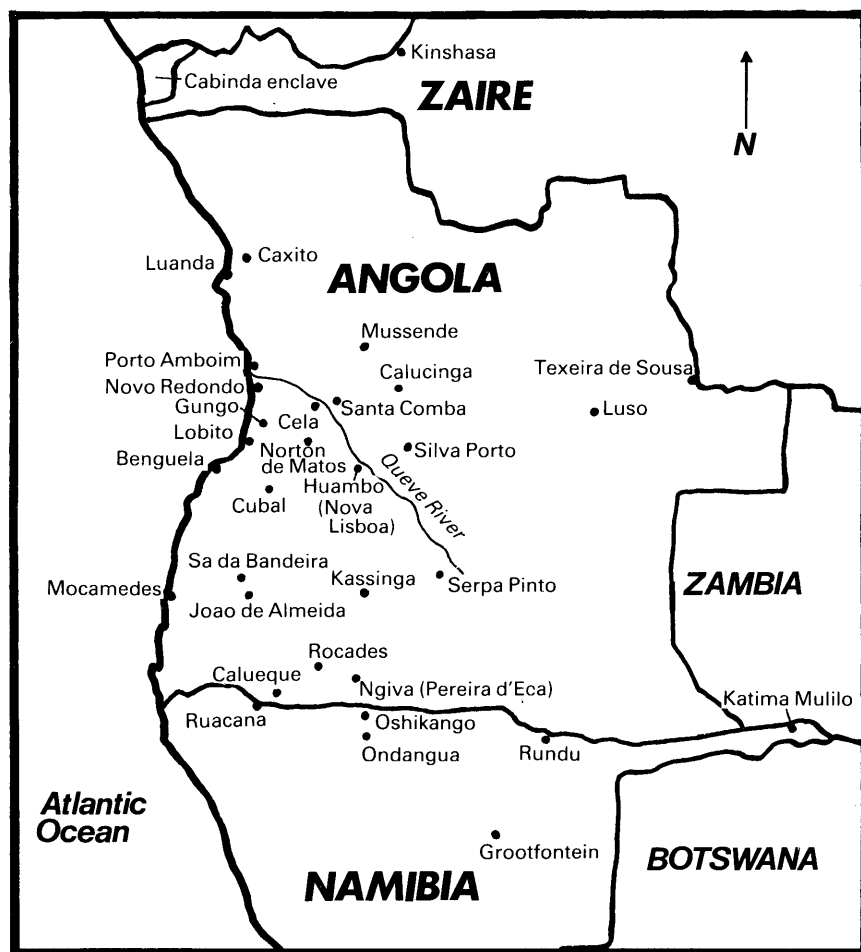 Kinshasa
Cabinda enclave
ZAIRE
N
Luanda
Caxito
ANGOLA
Mussende
Porto Amboim
Calucinga
Texeira de Sousa
Novo Redondo
Gungo
Cela
Santa Comba
Luso
Lobito
Norton
de Matos
Silva Porto
Benguela
Huambo
(Nova
Lisboa)
Queve River
Cubal
Sa da Bandeira
Kassinga
Serpa Pinto
Mocamedes
Joao de Almeida
ZAMBIA
Rocades
Calueque
Ngiva (Pereira d'Eca)
Katima Mulilo
Ruacana
Oshikango
Ondangua
Rundu
Atlantic
Ocean
Grootfontein
BOTSWANA
NAMIBIA